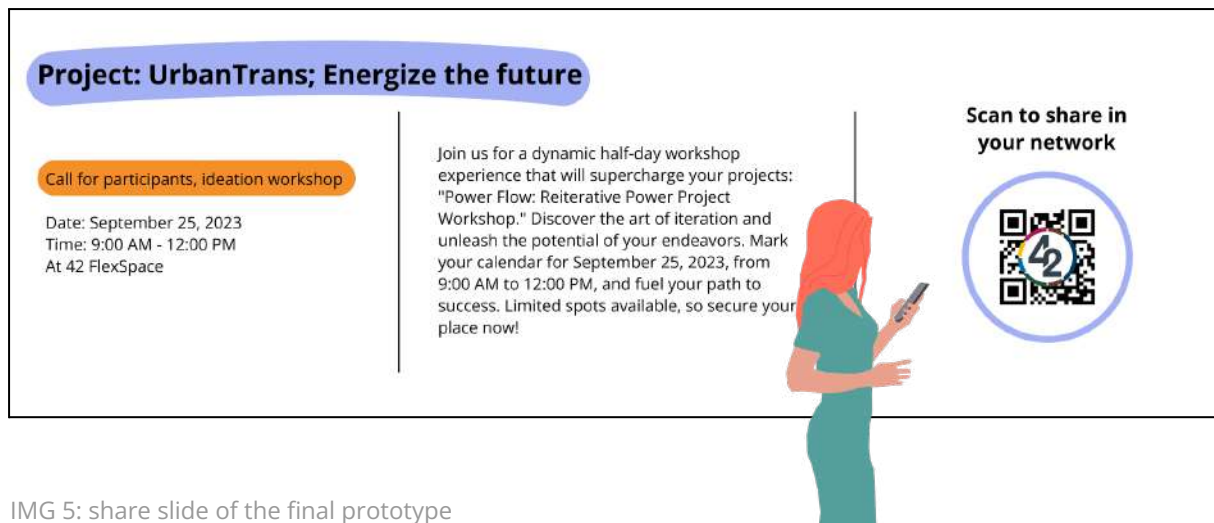 Project: UrbanTrans; Energize the future
Call for participants, ideation workshop
Date: September 25, 2023
Time: 9:00 AM - 12:00 PM
At 42 FlexSpace
Join us for a dynamic half-day workshop
experience that will supercharge your projects:
"Power Flow: Reiterative Power Project
Workshop." Discover the art of iteration and
unleash the potential of your endeavors. Mark
your calendar for September 25, 2023, from
9:00 AM to 12:00 PM, and fuel your path to
success. Limited spots available, so secure your
place now!
Scan to share in
your network
42
IMG 5: share slide of the final prototype